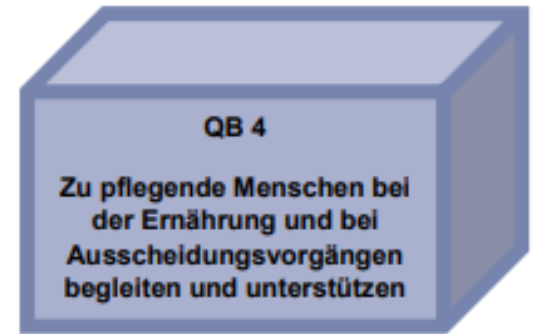 QB 4
Zu pflegende Menschen bei
der Ernährung und bei
Ausscheidungsvorgängen
begleiten und unterstützen